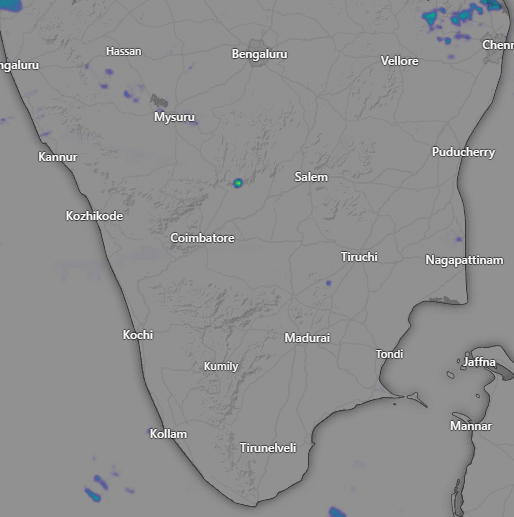 Hassan
Bengaluru
Chenn
ngaluru
Vellore
Mysuru
Kannur
Puducherry
Salem
Kozhikode
Coimbatore
Tiruchi
Nagapattinam
Kochi
Madurai
Tondi
Kumily
Jaffna
Kollam
Mannar
Tirunelveli